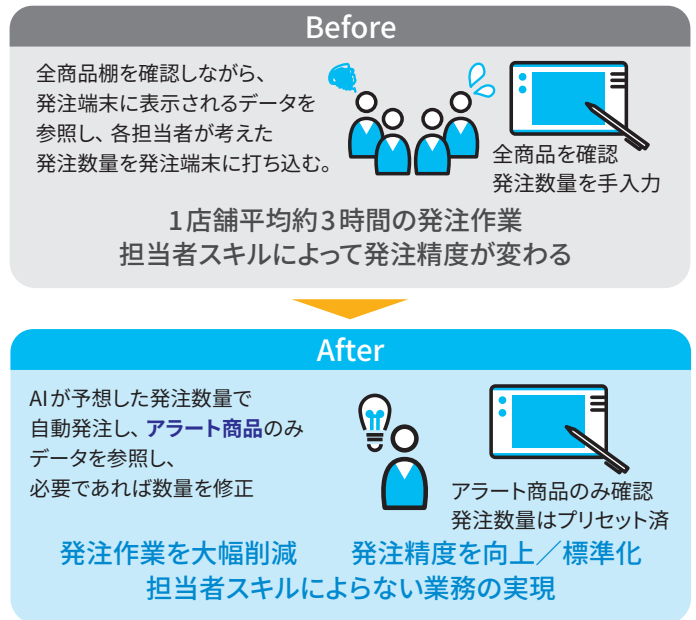 Before
全商品棚を確認しながら、
発注端末に表示されるデータを
参照し、各担当者が考えた
発注数量を発注端末に打ち込む。
全商品を確認
発注数量を手入力
1店舗平均約3時間の発注作業
担当者スキルによって発注精度が変わる
After
AIが予想した発注数量で
自動発注し、アラート商品のみ
データを参照し、
必要であれば数量を修正
アラート商品のみ確認
発注数量はプリセット済
発注作業を大幅削減 発注精度を向上／標準化
担当者スキルによらない業務の実現